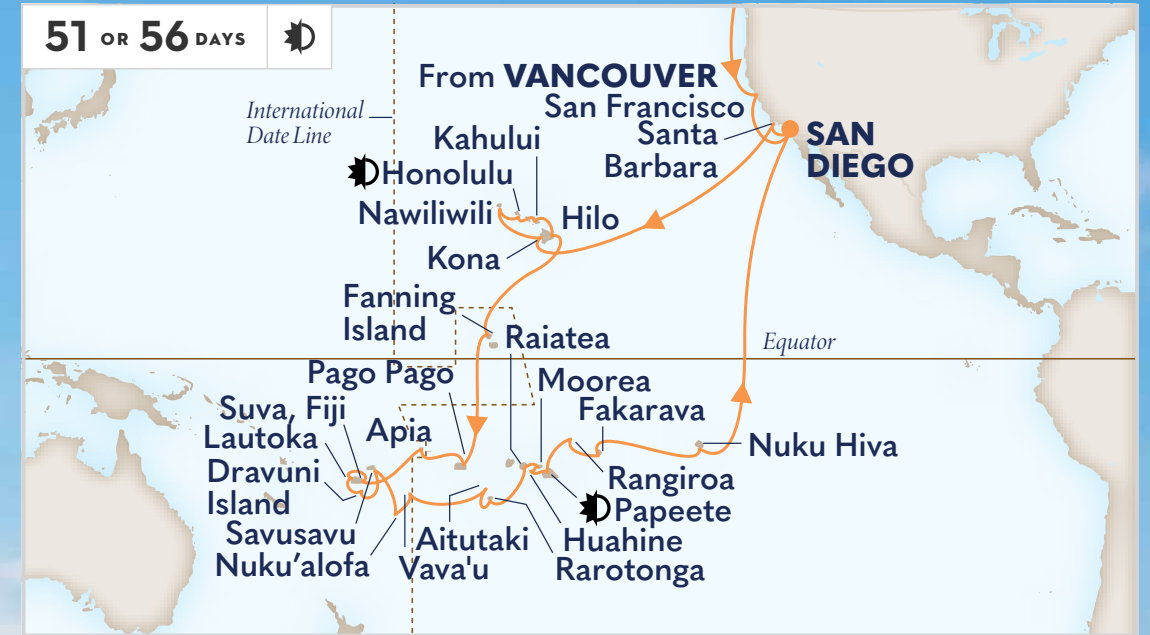 51 OR 56 DAYS
From VANCOUVER
San Francisco
Santa
Barbara
SAN
DIEGO
International
Date Line
Kahului
Honolulu
Nawiliwili
Hilo
Kona
Fanning
Island
Raiatea
Equator
Pago Pago
Moorea
Suva, Fiji
Fakarava
Apia
Lautoka
Nuku Hiva
Dravuni
Island
Rangiroa
Papeete
Savusavu
Aitutaki
Huahine
Nuku'alofa
Vava'u
Rarotonga